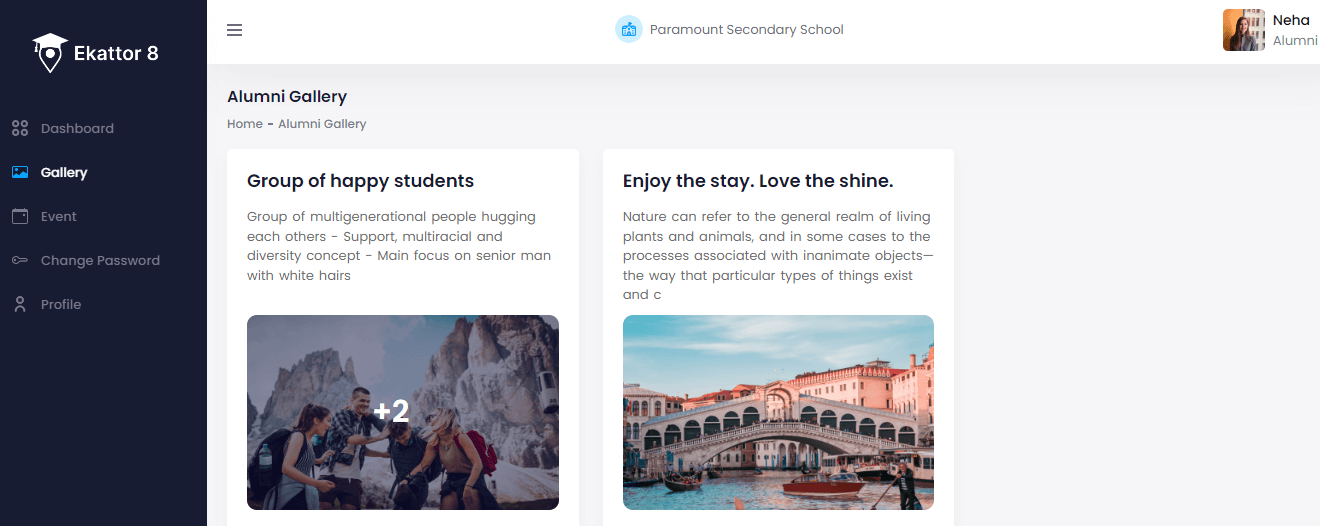 Ekattor 8
Paramount Secondary School
Neha
Alumni
Dashboard
Gallery
Event
Change Password
Profile
Alumni Gallery
Home - Alumni Gallery
Group of happy students
Group of multigenerational people hugging
each others - Support, multiracial and
diversity concept - Main focus on senior man
with white hairs
+2
Enjoy the stay. Love the shine.
Nature can refer to the general realm of living
plants and animals, and in some cases to the
processes associated with inanimate objects—
the way that particular types of things exist
and c